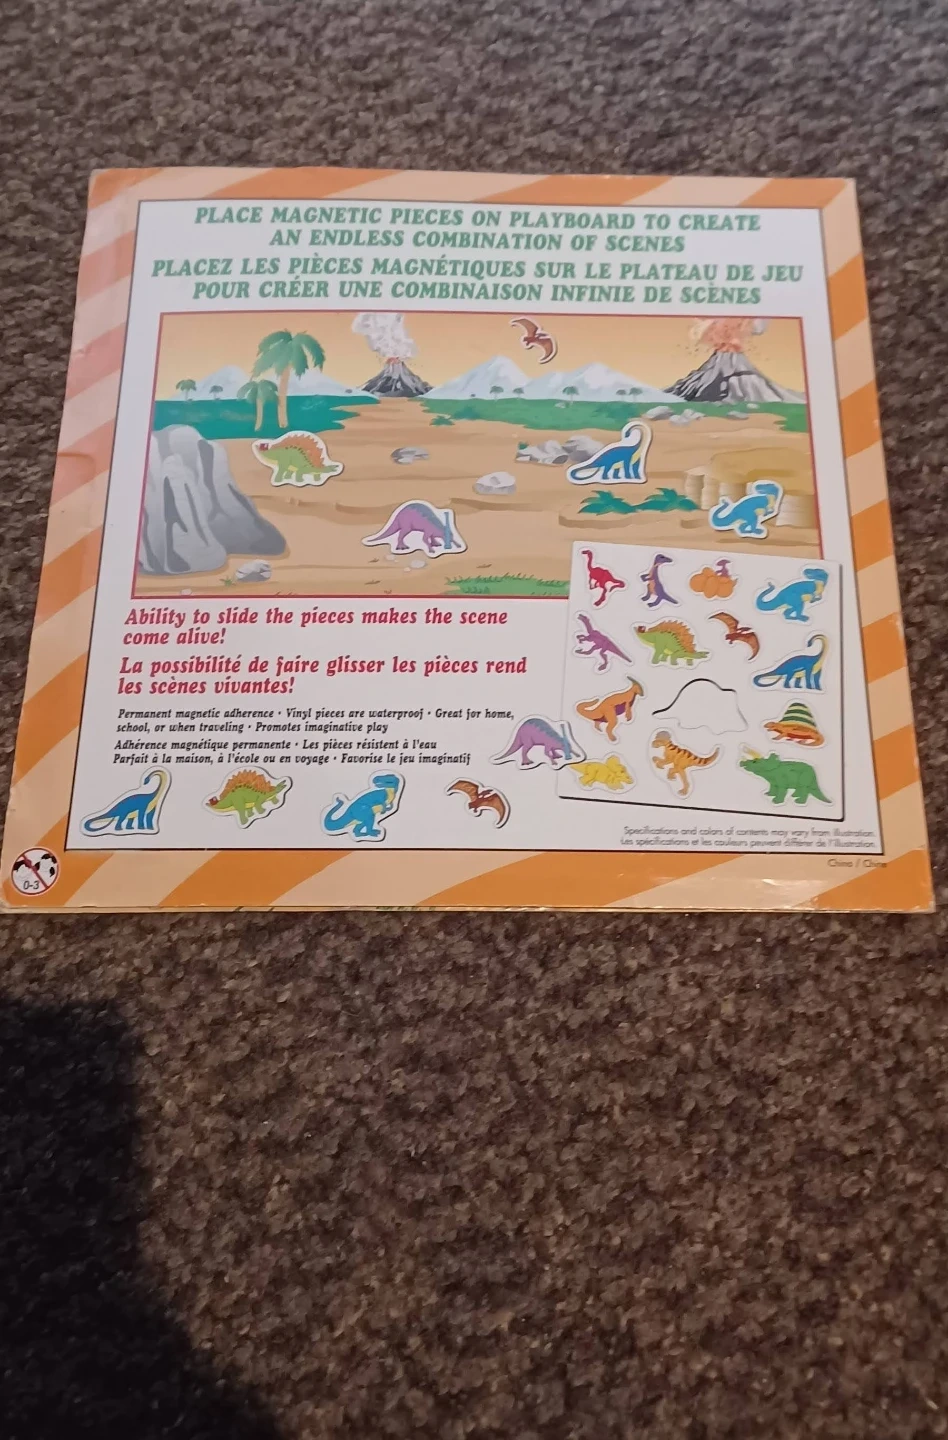 PLACE MAGNETIC PIECES ON PLAYBOARD TO CREATE
AN ENDLESS COMBINATION OF SCENES
PLACEZ LES PIÈCES MAGNÉTIQUES SUR LE PLATEAU DE JEU
POUR CRÉER UNE COMBINAISON INFINIE DE SCÈNES
Ability to slide the pieces makes the scene
come alive!
La possibilité de faire glisser les pièces rend
les scènes vivantes!
Permanent magnetic adherence • Vinyl pieces are waterproof • Great for home,
school, or when traveling • Promotes imaginative play
Adhérence magnétique permanente • Les pièces résistent à l'eau
Parfait à la maison, à l'école ou en voyage • Favorise le jeu imaginatif
Specifications and colors of contents may vary from illustration.
Les spécifications et les couleurs peuvent différer de l'illustration.
China / Chine
0-3